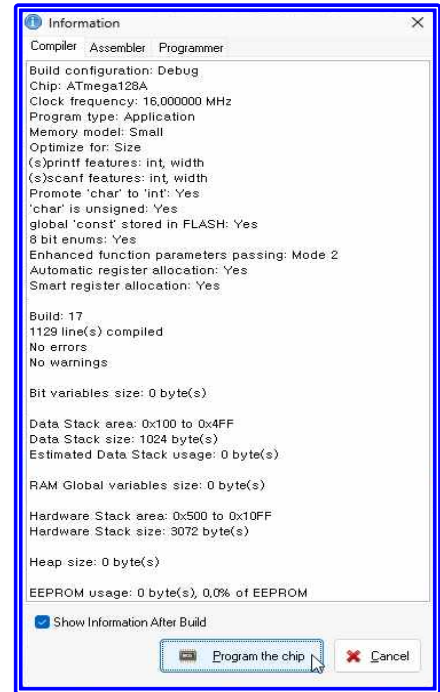 Information
Compiler Assembler Programmer
Build configuration: Debug
Chip: ATmega128A
Clock frequency: 16,000000 MHz
Program type: Application
Memory model: Small
Optimize for: Size
(s)printf features: int, width
(s)scanf features: int, width
Promote 'char' to 'int': Yes
'char' is unsigned: Yes
global 'const' stored in FLASH: Yes
8 bit enums: Yes
Enhanced function parameters passing: Mode 2
Automatic register allocation: Yes
Smart register allocation: Yes
Build: 17
1129 line(s) compiled
No errors
No warnings
Bit variables size: 0 byte(s)
Data Stack area: 0x100 to 0x4FF
Data Stack size: 1024 byte(s)
Estimated Data Stack usage: 0 byte(s)
RAM Global variables size: 0 byte(s)
Hardware Stack area: 0x500 to 0x10FF
Hardware Stack size: 3072 byte(s)
Heap size: 0 byte(s)
EEPROM usage: 0 byte(s), 0,0% of EEPROM
Show Information After Build
Program the chip Cancel